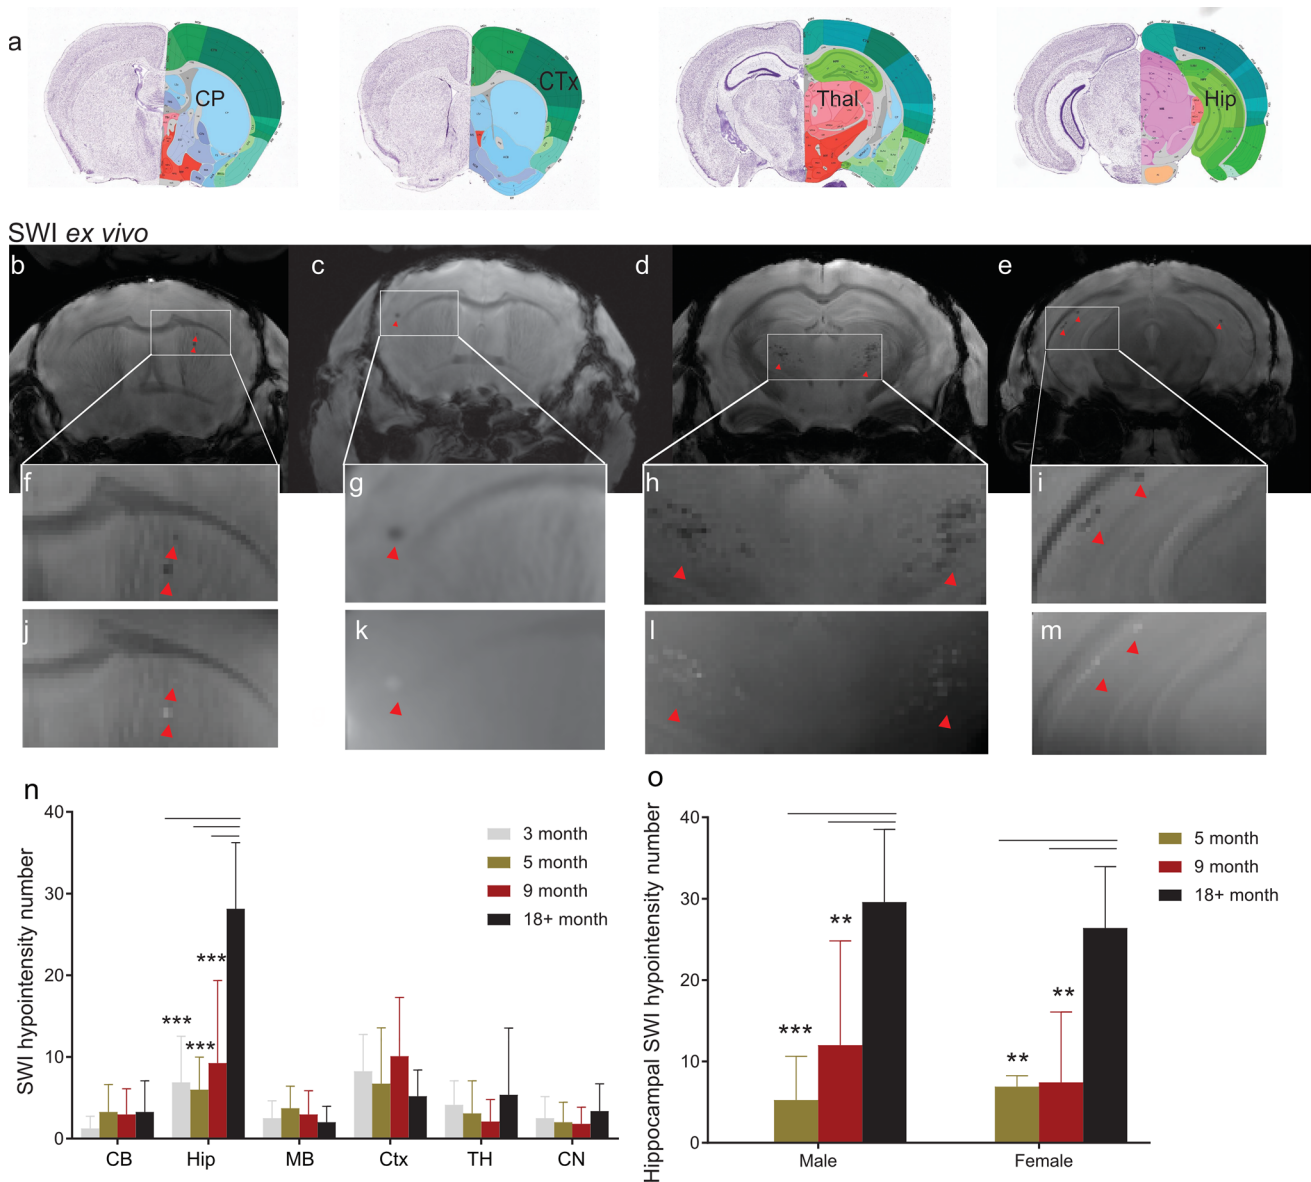 a
CP
CTx
Thal
Hip
SWI ex vivo
b
c
d
e
f
g
h
i
j
k
l
m
n
SWI hypointensity number
40
30
20
10
0
***
***
***
3 month
5 month
9 month
18+ month
CB
Hip
MB
Ctx
TH
CN
o
Hippocampal SWI hypointensity number
40
30
20
10
0
***
**
**
**
5 month
9 month
18+ month
Male
Female